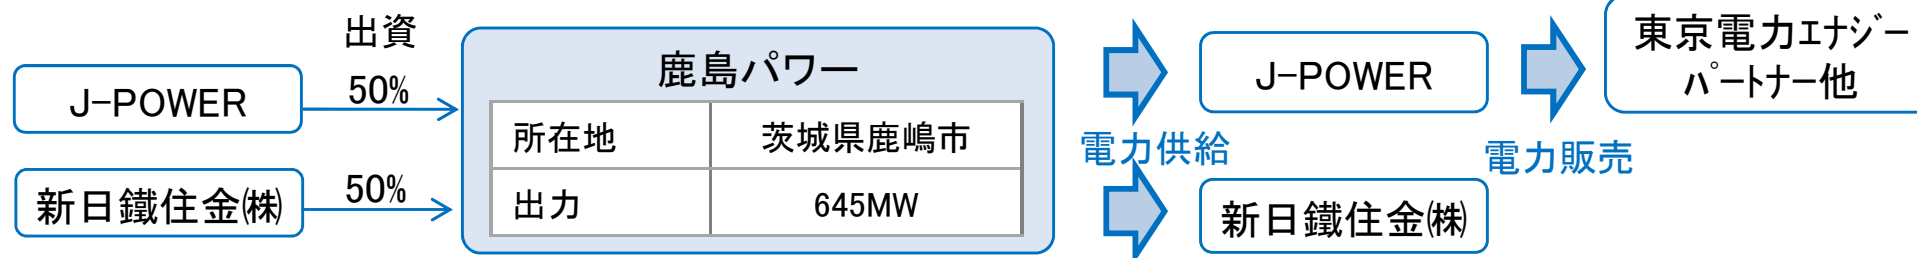 出資
J-POWER
50%
新日鐵住金㈱
50%
鹿島パワー
所在地 茨城県鹿嶋市
出力 645MW
電力供給
J-POWER
新日鐵住金㈱
電力販売
東京電力エナジー
パートナー他